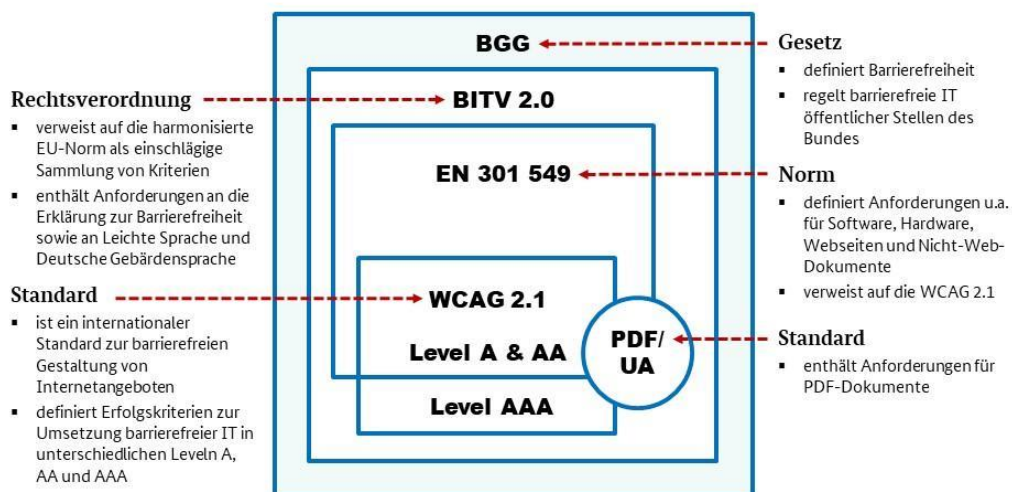 Rechtsverordnung
▪ verweist auf die harmonisierte
EU-Norm als einschlägige
Sammlung von Kriterien
▪ enthält Anforderungen an die
Erklärung zur Barrierefreiheit
sowie an Leichte Sprache und
Deutsche Gebärdensprache
Standard
▪ ist ein internationaler
Standard zur barrierefreien
Gestaltung von
Internetangeboten
▪ definiert Erfolgskriterien zur
Umsetzung barrierefreier IT in
unterschiedlichen Leveln A,
AA und AAA
BGG
BITV 2.0
EN 301 549
WCAG 2.1
Level A & AA
Level AAA
PDF/
UA
Gesetz
▪ definiert Barrierefreiheit
▪ regelt barrierefreie IT
öffentlicher Stellen des
Bundes
Norm
▪ definiert Anforderungen u.a.
für Software, Hardware,
Webseiten und Nicht-Web-
Dokumente
▪ verweist auf die WCAG 2.1
Standard
▪ enthält Anforderungen für
PDF-Dokumente